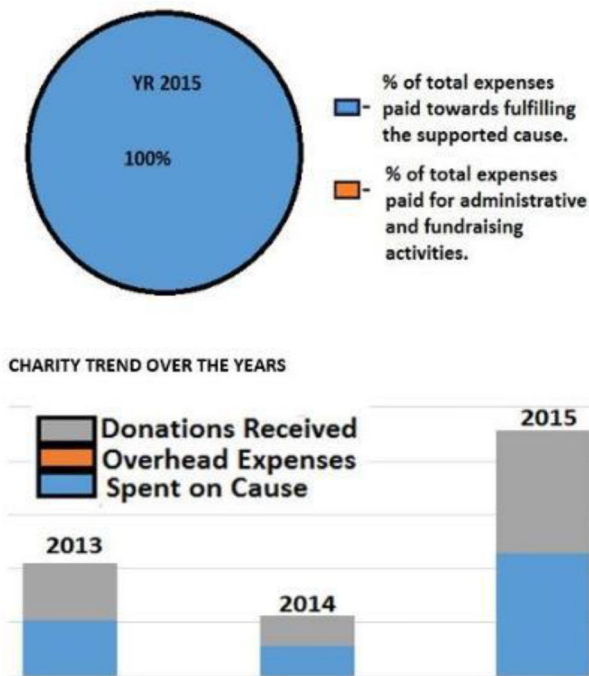 YR 2015
100%
- % of total expenses
paid towards fulfilling
the supported cause.
- % of total expenses
paid for administrative
and fundraising
activities.
CHARITY TREND OVER THE YEARS
Donations Received
Overhead Expenses
Spent on Cause
2013
2014
2015